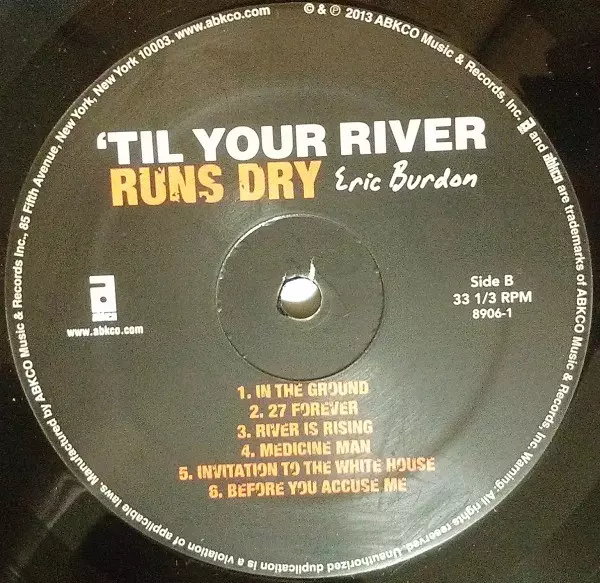 Manufactured by ABKCO Music & Records Inc., 85 Fifth Avenue, New York, New York 10003. www.abkco.com
© & ℗ 2013 ABKCO Music & Records, Inc. a and abkco are trademarks of ABKCO Music & Records, Inc. Warning- All rights reserved. Unauthorized duplication is a violation of applicable laws.
'TIL YOUR RIVER
RUNS DRY Eric Burdon
a
abkco
www.abkco.com
Side B
33 1/3 RPM
8906-1
1. IN THE GROUND
2. 27 FOREVER
3. RIVER IS RISING
4. MEDICINE MAN
5. INVITATION TO THE WHITE HOUSE
6. BEFORE YOU ACCUSE ME